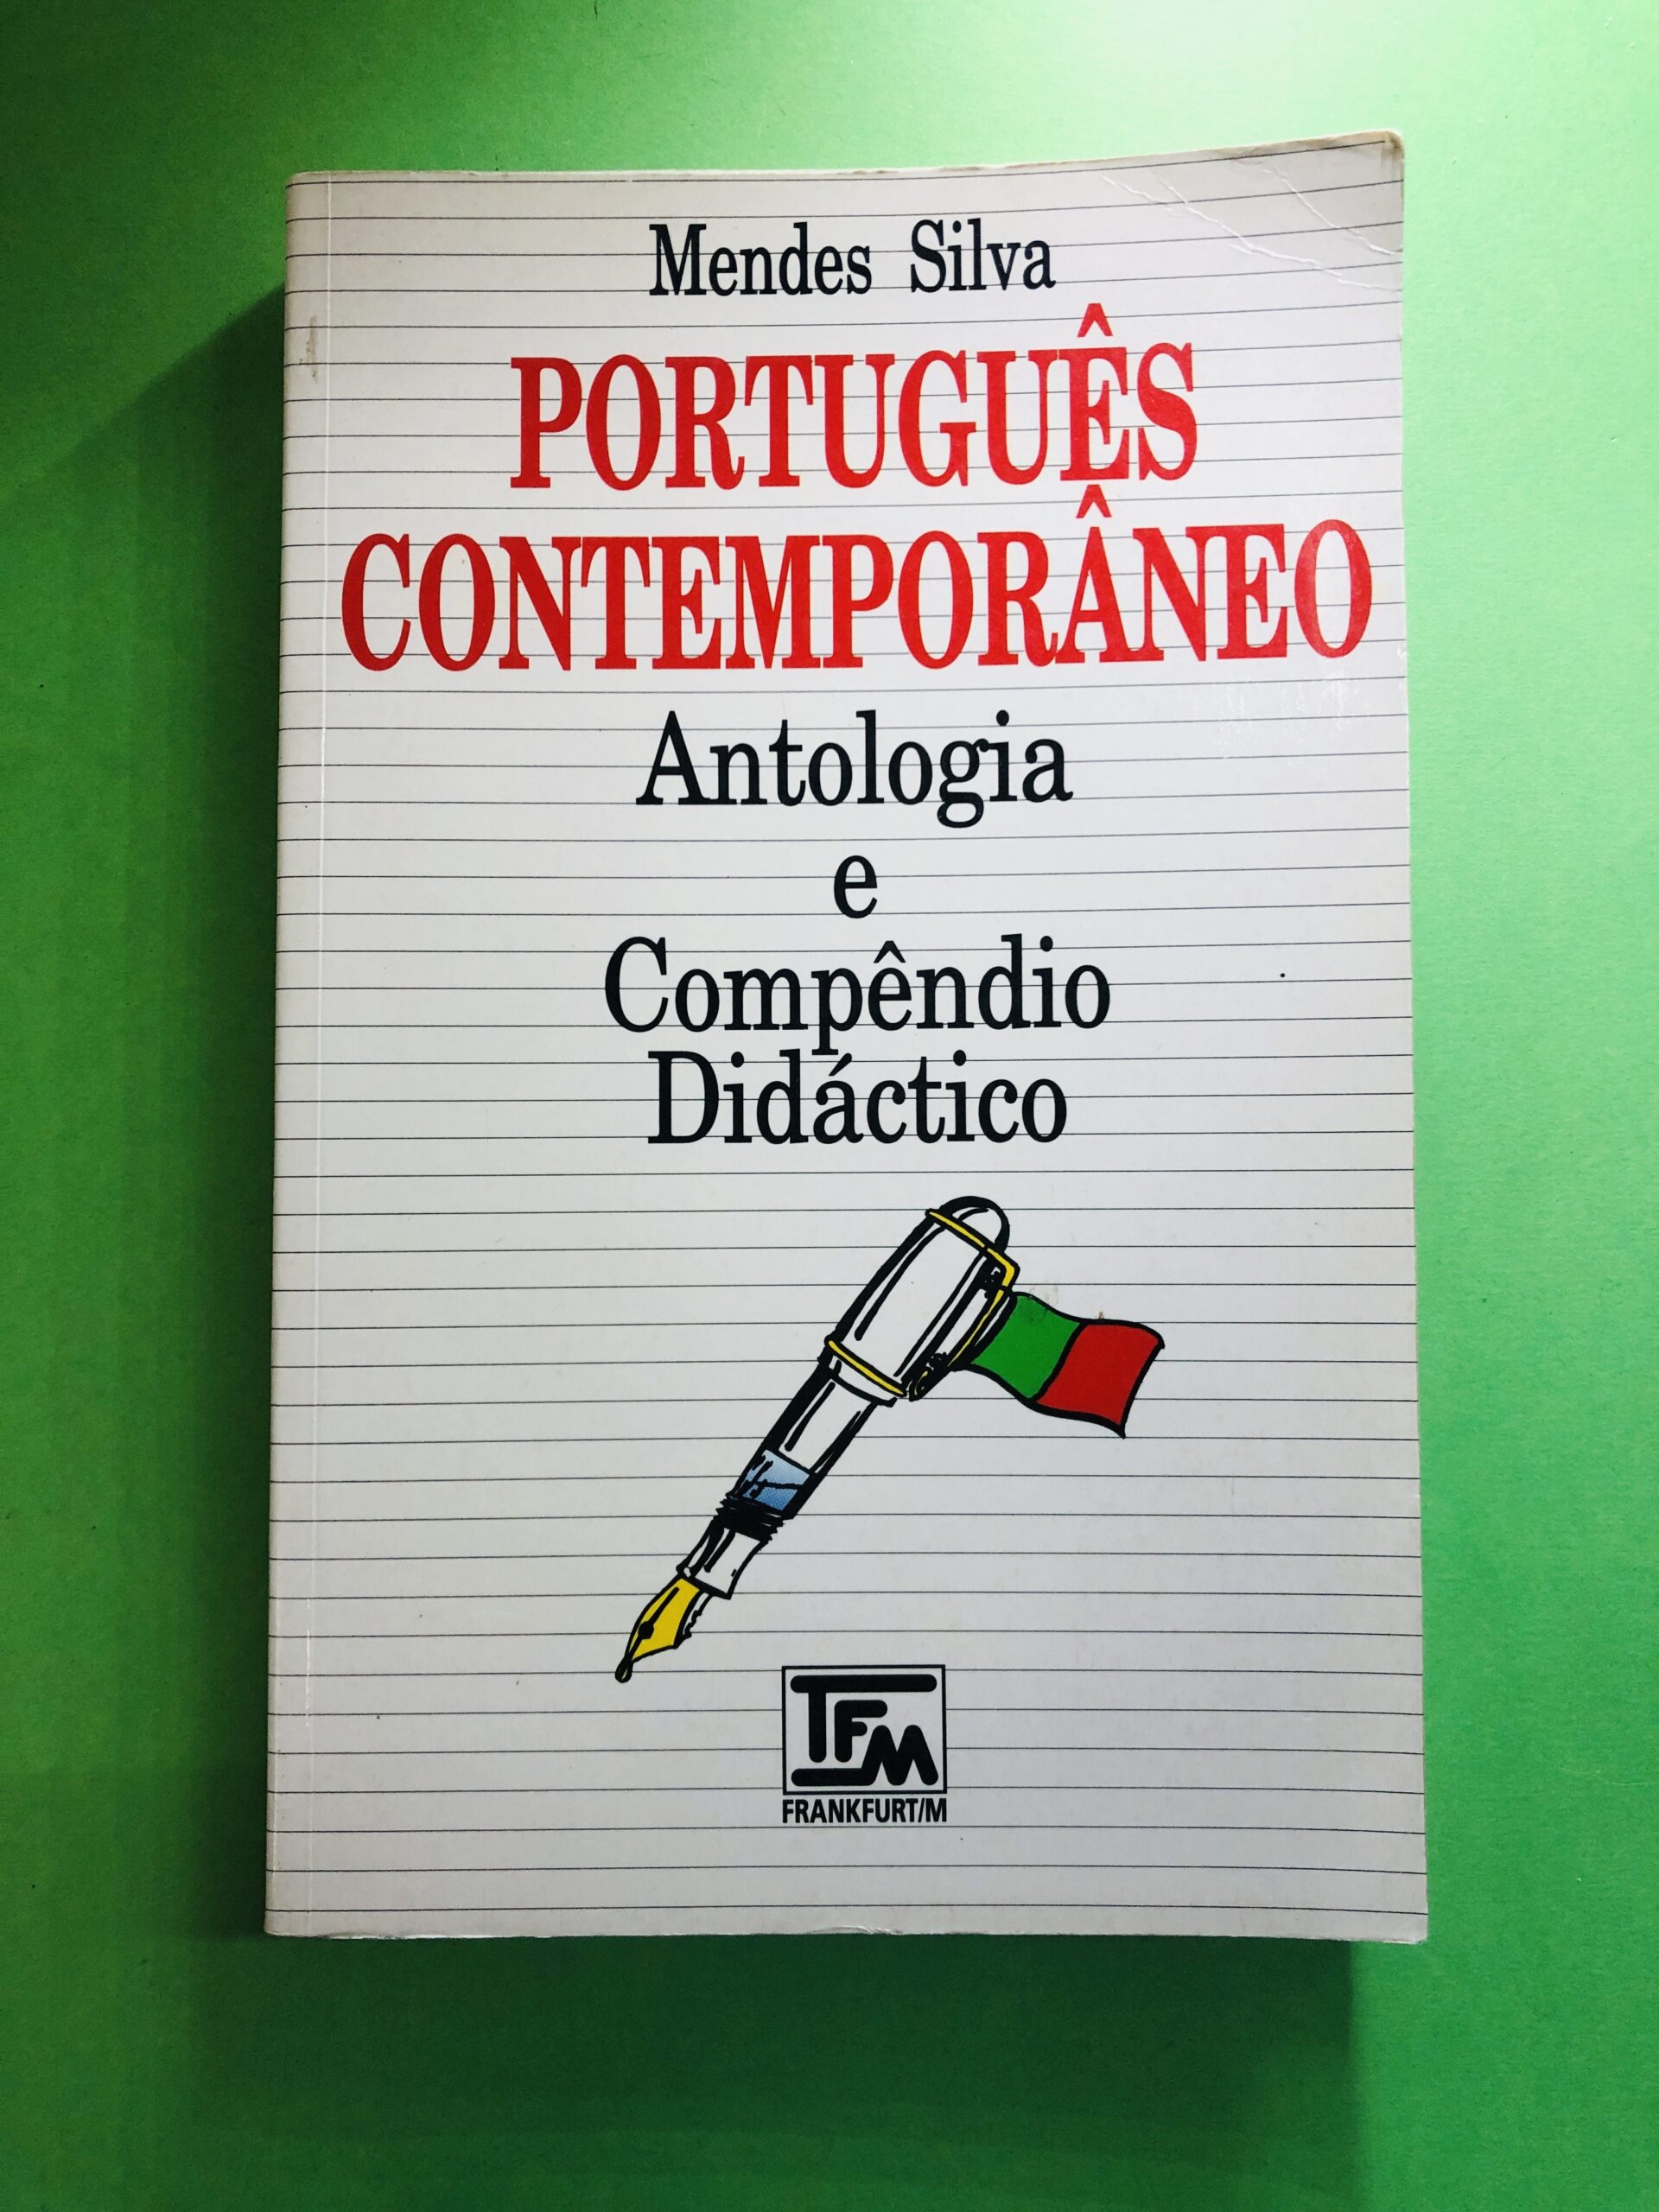 Mendes Silva
PORTUGUÊS
CONTEMPORÂNEO
Antologia
e
Compêndio
Didáctico
TFM
FRANKFURT/M